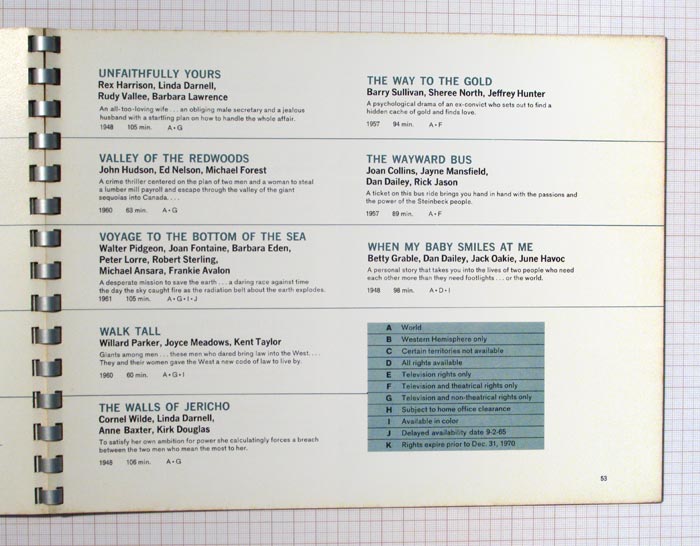 UNFAITHFULLY YOURS
Rex Harrison, Linda Darnell,
Rudy Vallee, Barbara Lawrence
An all-too-loving wife . . . an obliging male secretary and a jealous
husband with a startling plan on how to handle the whole affair.
1948 105 min. A•G
VALLEY OF THE REDWOODS
John Hudson, Ed Nelson, Michael Forest
A crime thriller centered on the plan of two men and a woman to steal
a lumber mill payroll and escape through the valley of the giant
sequoias into Canada. . . .
1960 63 min. A•G
VOYAGE TO THE BOTTOM OF THE SEA
Walter Pidgeon, Joan Fontaine, Barbara Eden,
Peter Lorre, Robert Sterling,
Michael Ansara, Frankie Avalon
A desperate mission to save the earth . . . a daring race against time
the day the sky caught fire as the radiation belt about the earth explodes.
1961 105 min. A•G•I•J
WALK TALL
Willard Parker, Joyce Meadows, Kent Taylor
Giants among men . . . these men who dared bring law into the West. . . .
They and their women gave the West a new code of law to live by.
1960 60 min. A•G•I
THE WALLS OF JERICHO
Cornel Wilde, Linda Darnell,
Anne Baxter, Kirk Douglas
To satisfy her own ambition for power she calculatingly forces a breach
between the two men who mean the most to her.
1948 106 min. A•G
THE WAY TO THE GOLD
Barry Sullivan, Sheree North, Jeffrey Hunter
A psychological drama of an ex-convict who sets out to find a
hidden cache of gold and finds love.
1957 94 min. A•F
THE WAYWARD BUS
Joan Collins, Jayne Mansfield,
Dan Dailey, Rick Jason
A ticket on this bus ride brings you hand in hand with the passions and
the power of the Steinbeck people.
1957 89 min. A•F
WHEN MY BABY SMILES AT ME
Betty Grable, Dan Dailey, Jack Oakie, June Havoc
A personal story that takes you into the lives of two people who need
each other more than they need footlights . . . or the world.
1948 98 min. A•D•I
A World
B Western Hemisphere only
C Certain territories not available
D All rights available
E Television rights only
F Television and theatrical rights only
G Television and non-theatrical rights only
H Subject to home office clearance
I Available in color
J Delayed availability date 9-2-65
K Rights expire prior to Dec. 31, 1970
53